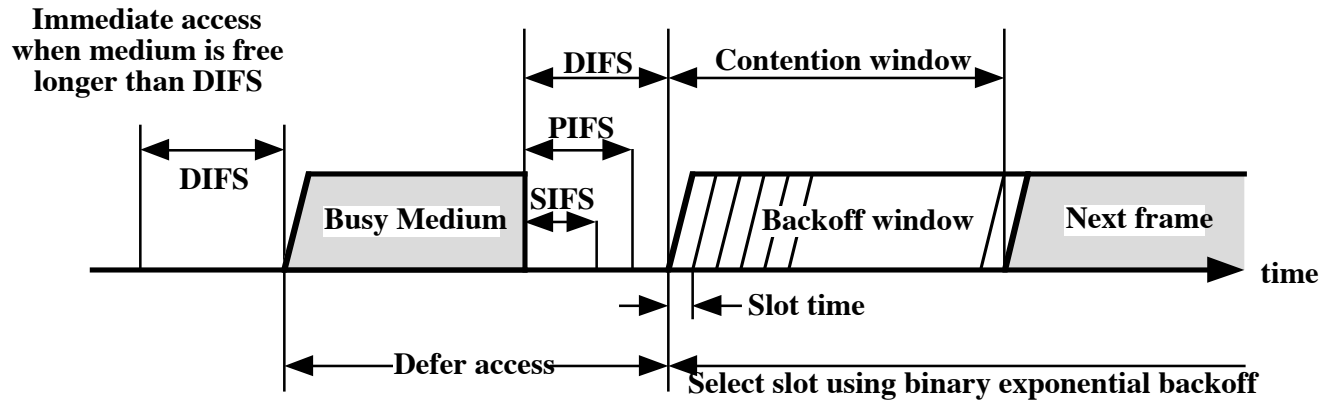 Immediate access
when medium is free
longer than DIFS
DIFS
Contention window
PIFS
DIFS
SIFS
Busy Medium
Backoff window
Next frame
time
Slot time
Defer access
Select slot using binary exponential backoff